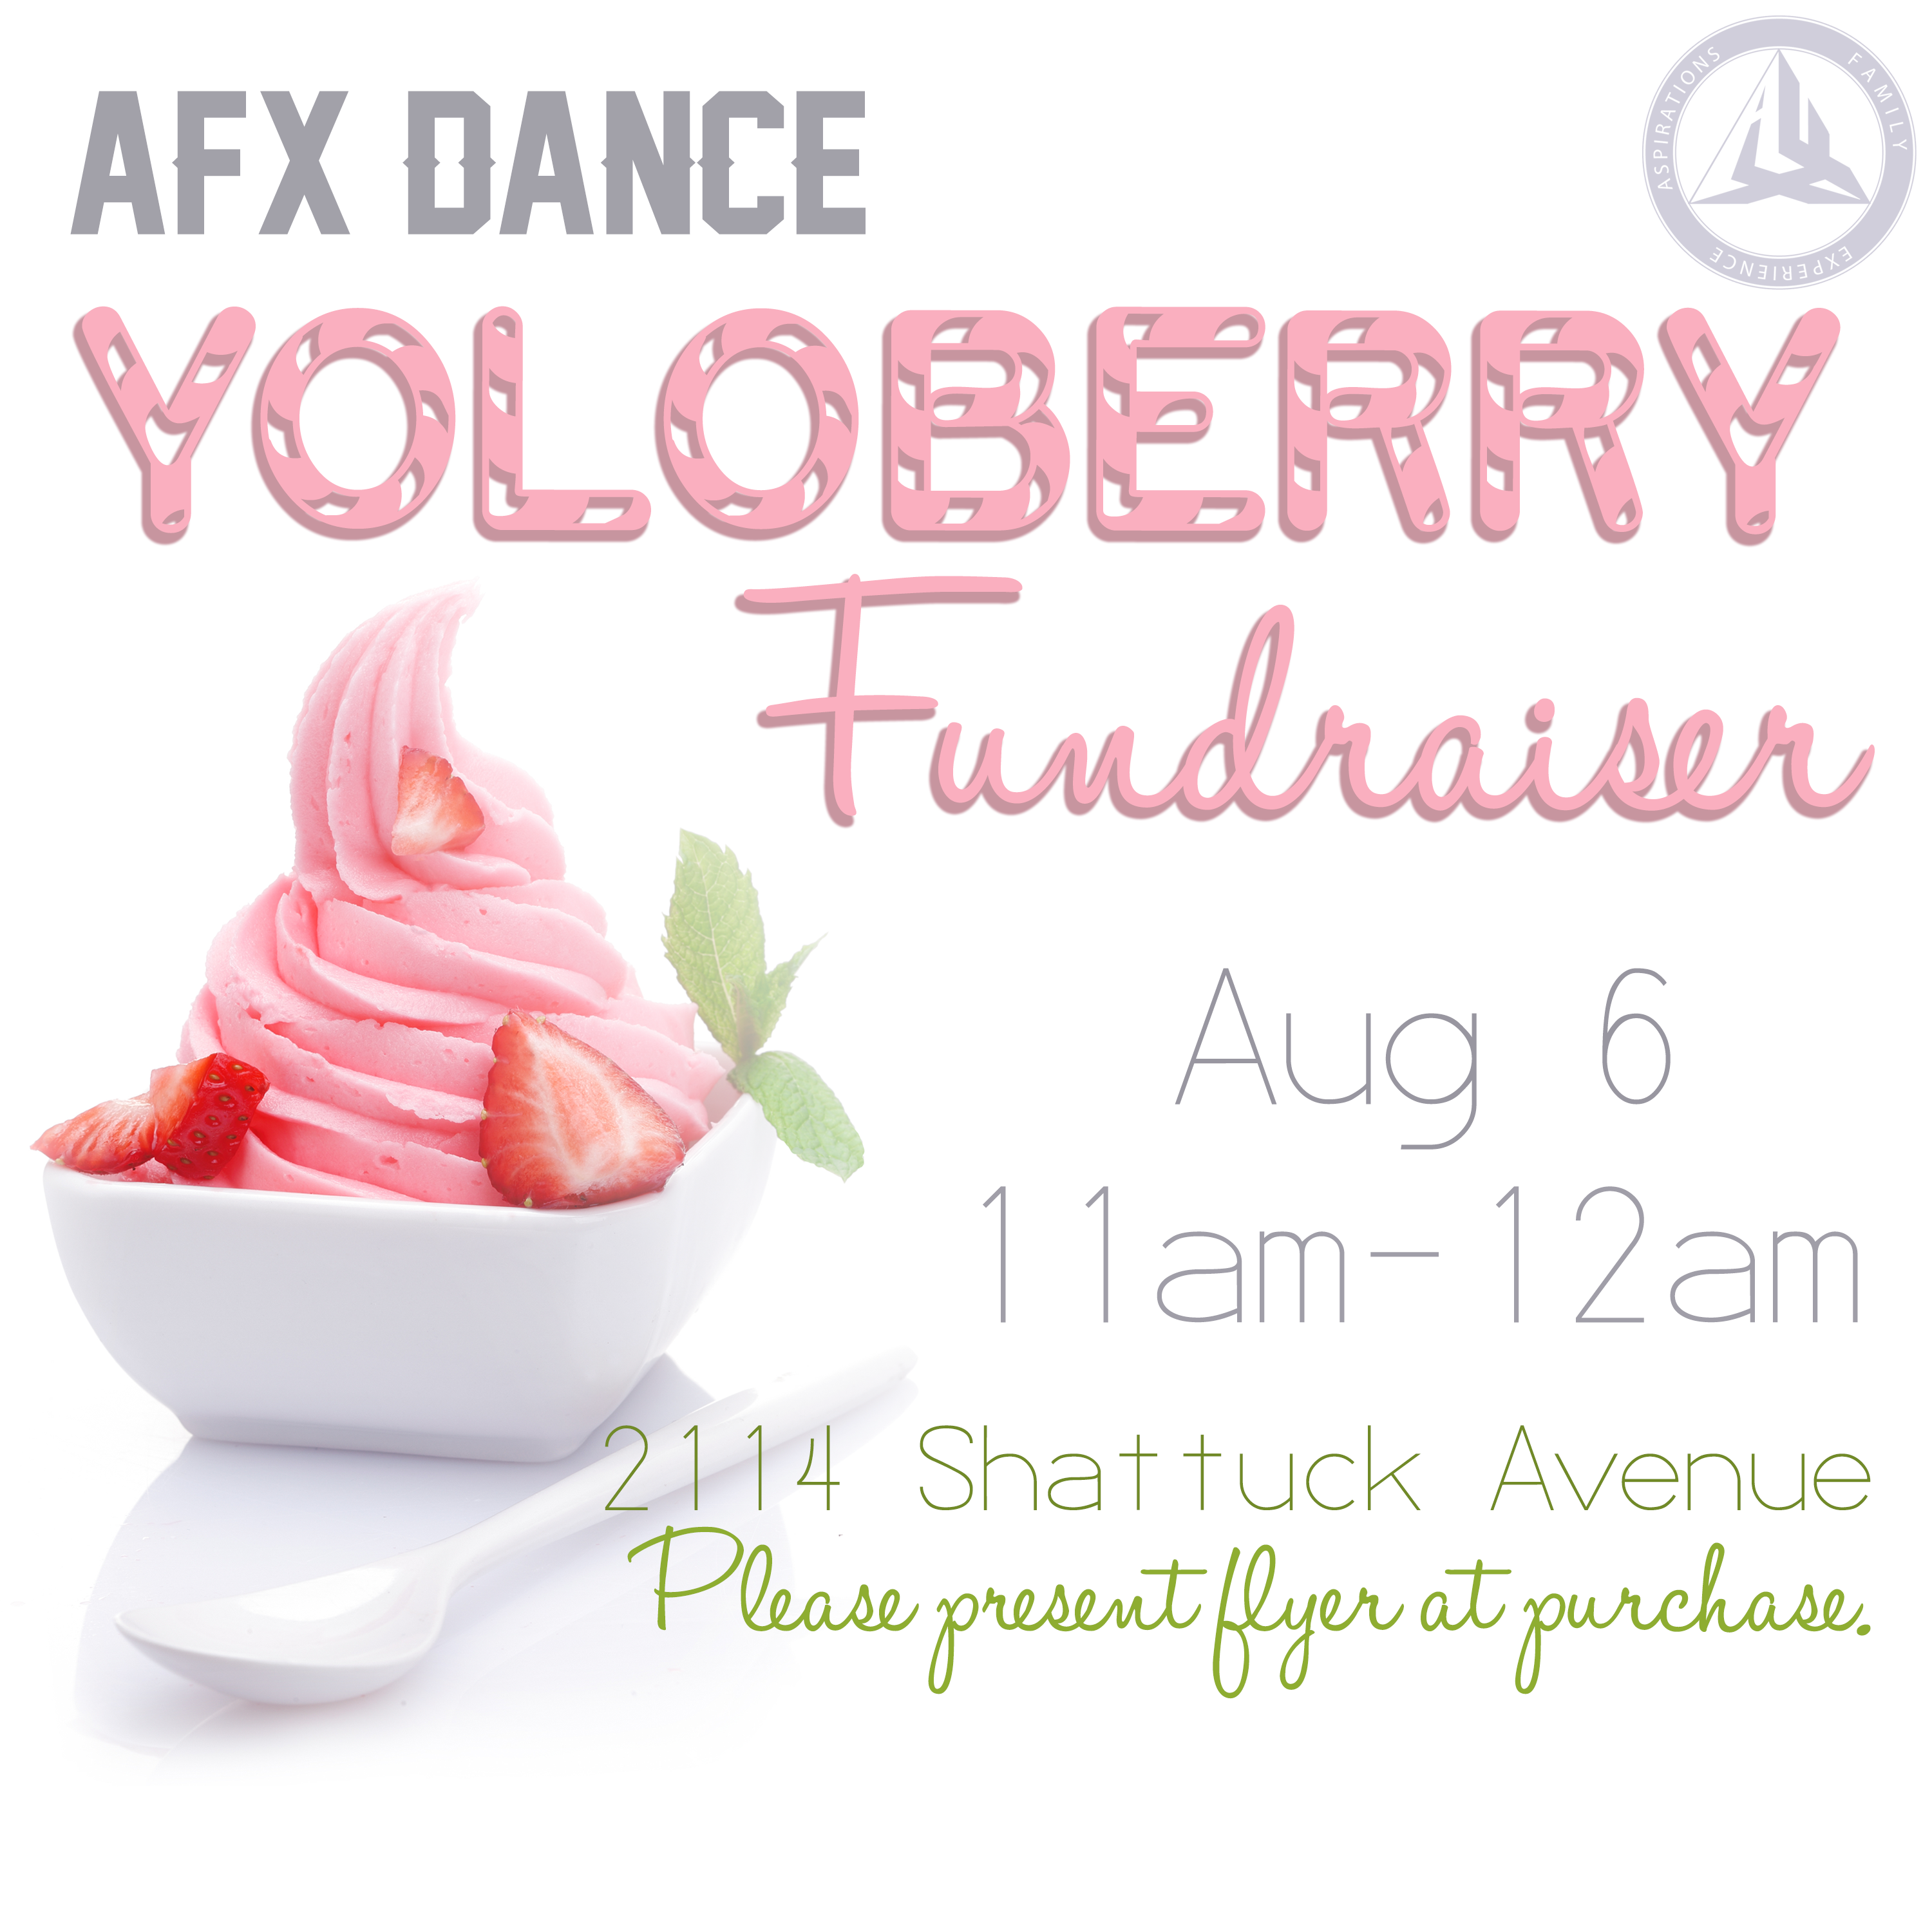 AFX DANCE
ASPIRATIONS FAMILY EXPERIENCE
YOLOBERRY
Fundraiser
Aug 6
11am-12am
2114 Shattuck Avenue
Please present flyer at purchase.